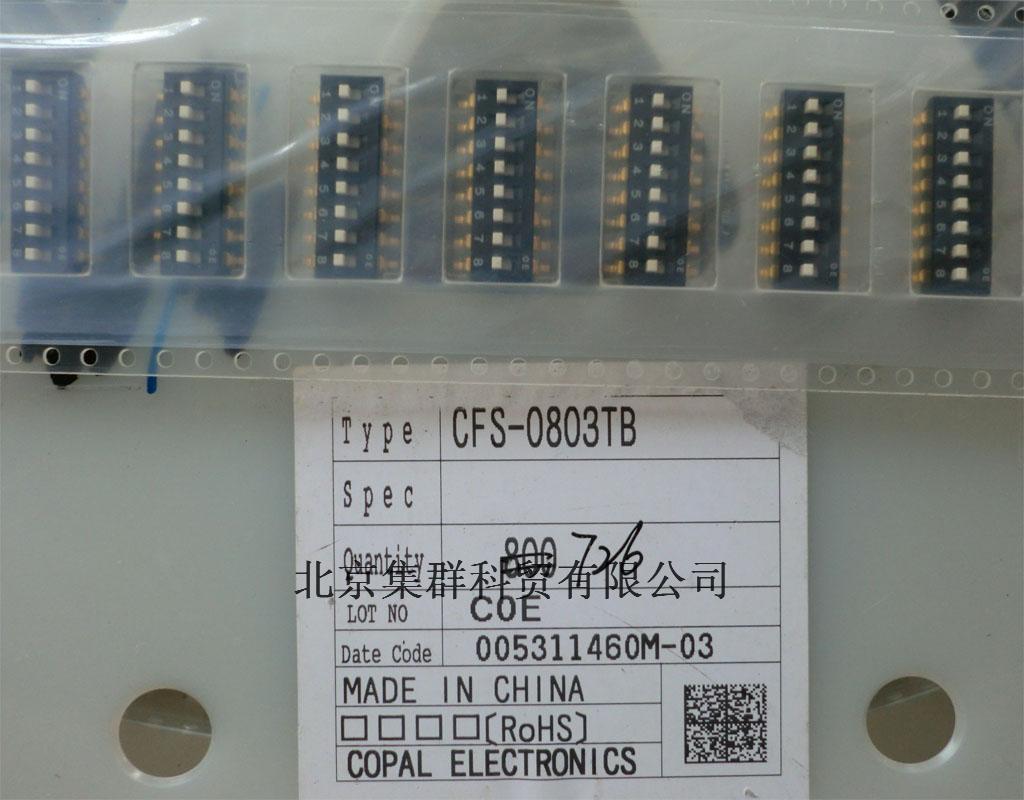 ON
1
2
3
4
5
6
7
8
OE
Type CFS-0803TB
Spec
Quantity 800 726
北京集群科贸有限公司
LOT NO COE
Date Code 005311460M-03
MADE IN CHINA
□□□□[RoHS]
COPAL ELECTRONICS